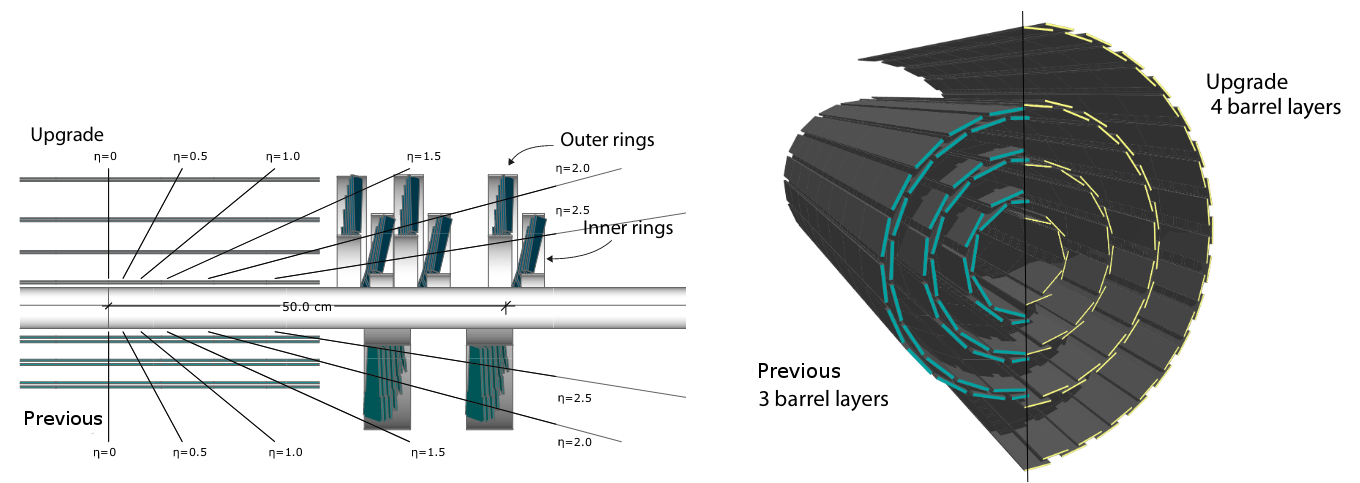 Upgrade
η=0
η=0.5
η=1.0
η=1.5
Outer rings
η=2.0
η=2.5
Inner rings
50.0 cm
Previous
η=0
η=0.5
η=1.0
η=1.5
η=2.5
η=2.0
Upgrade
4 barrel layers
Previous
3 barrel layers